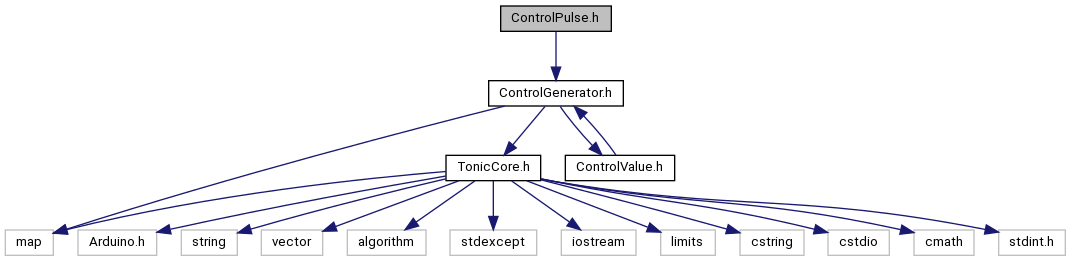 ControlPulse.h
ControlGenerator.h
TonicCore.h
ControlValue.h
map
Arduino.h
string
vector
algorithm
stdexcept
iostream
limits
cstring
cstdio
cmath
stdint.h